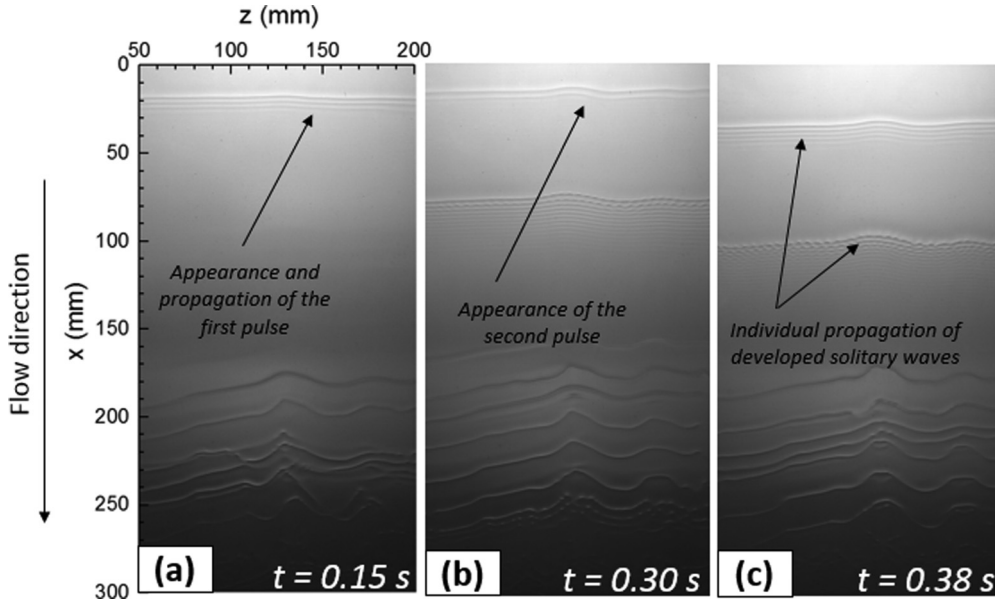 z (mm)
50 100 150 200
0
50
100
150
200
250
300
x (mm)
Flow direction
Appearance and
propagation of the
first pulse
(a)
t = 0.15 s
Appearance of the
second pulse
(b)
t = 0.30 s
Individual propagation of
developed solitary waves
(c)
t = 0.38 s